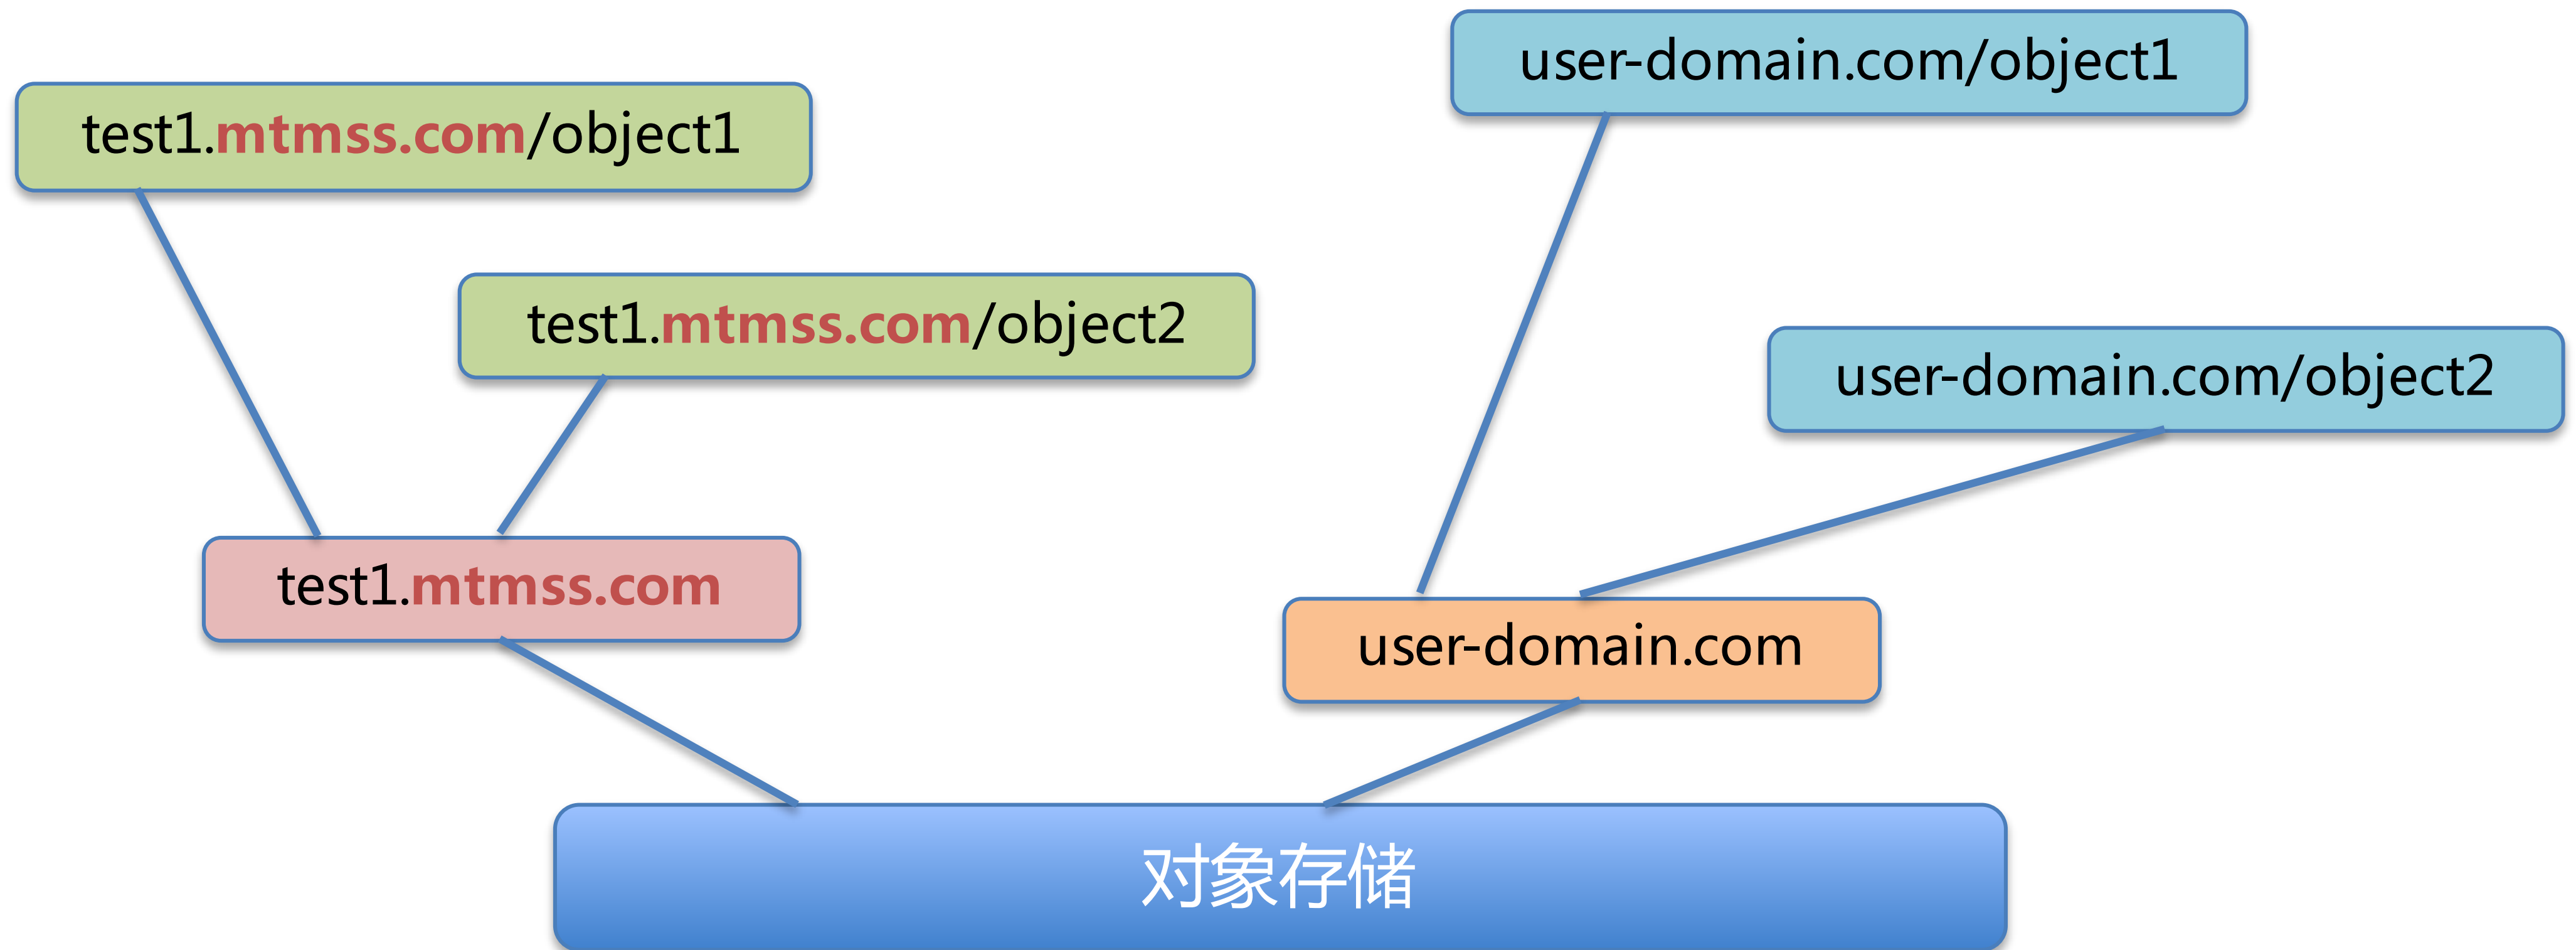 user-domain.com/object1
test1.mtmss.com/object1
test1.mtmss.com/object2
user-domain.com/object2
test1.mtmss.com
user-domain.com
对象存储